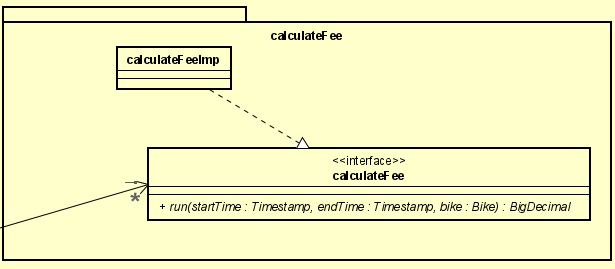 calculateFee
calculateFeeImp
<<interface>>
calculateFee
*
+ run(startTime : Timestamp, endTime : Timestamp, bike : Bike) : BigDecimal